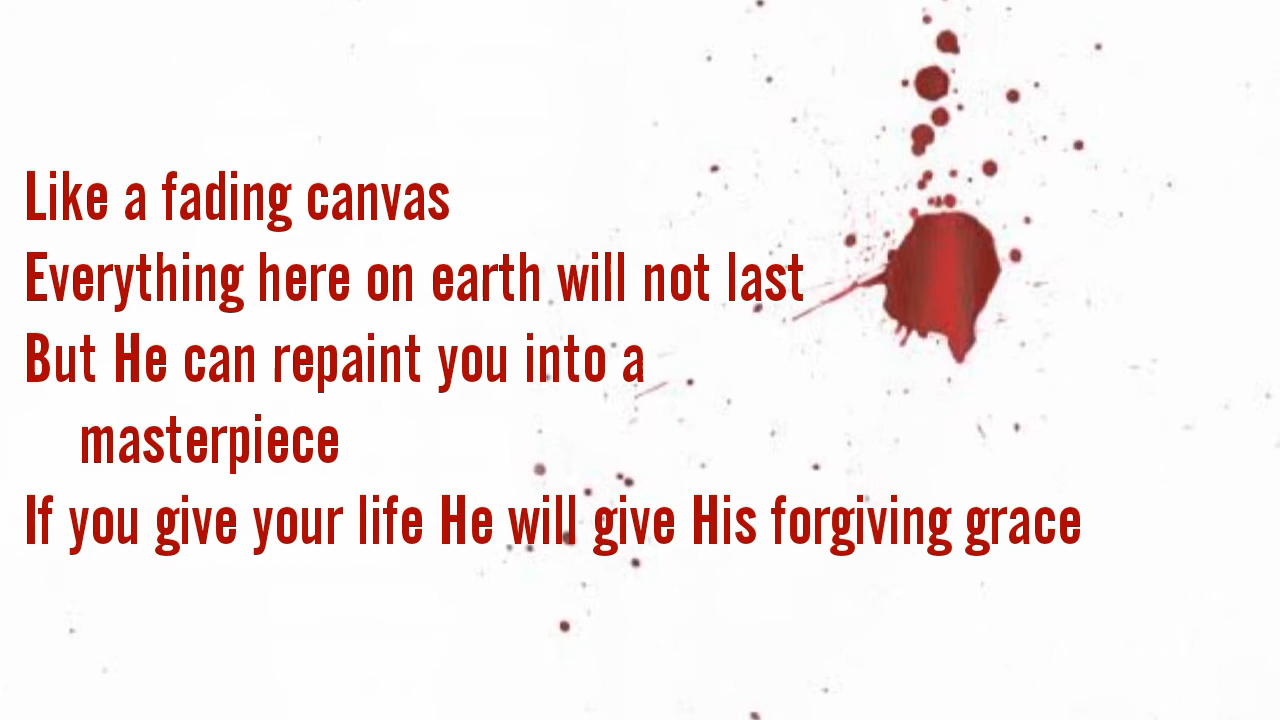 Like a fading canvas
Everything here on earth will not last
But He can repaint you into a
masterpiece
If you give your life He will give His forgiving grace